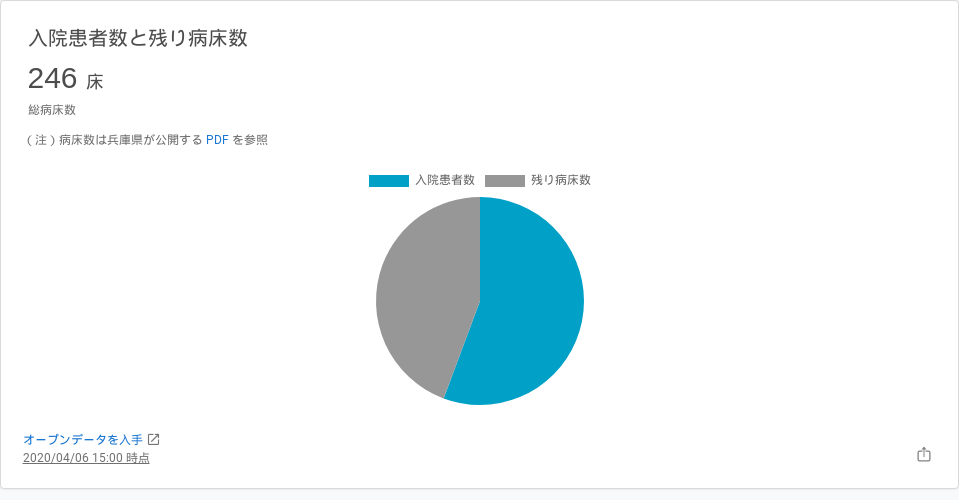 入院患者数と残り病床数
246 床
総病床数
（注）病床数は兵庫県が公開する PDF を参照
入院患者数 残り病床数
オープンデータを入手
2020/04/06 15:00 時点